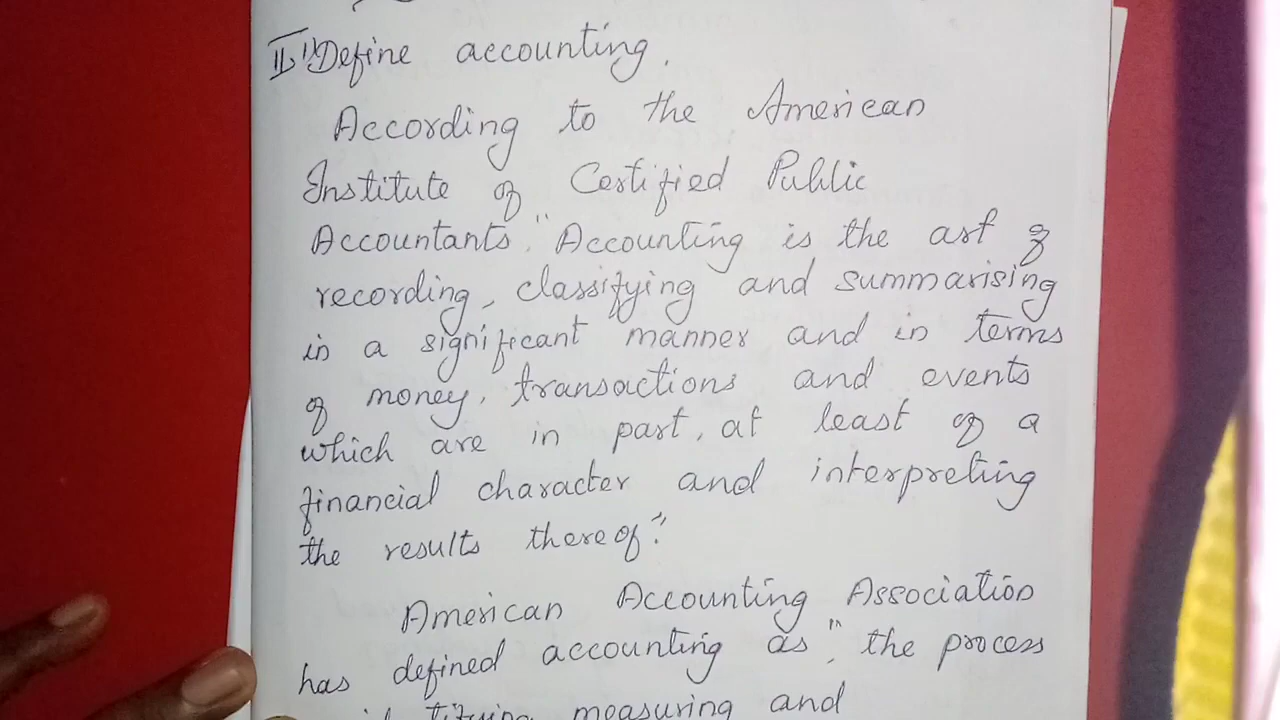 II 1) Define accounting.
According to the American
Institute of Certified Public
Accountants "Accounting is the art of
recording, classifying and summarising
in a significant manner and in terms
of money, transactions and events
which are in part, at least of a
financial character and interpreting
the results thereof".
American Accounting Association
has defined accounting as, "the process
measuring and